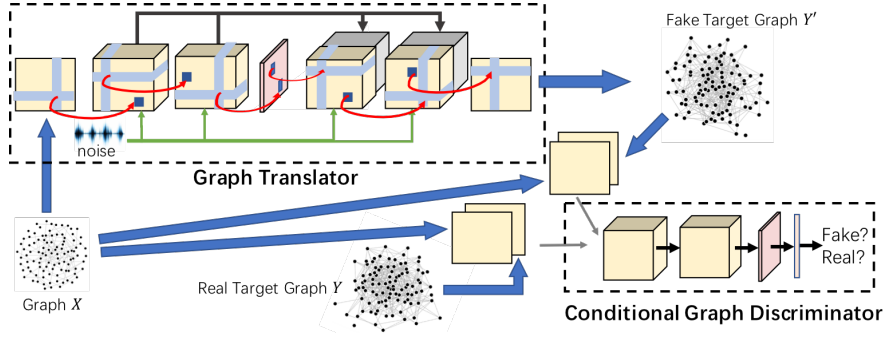 Fake Target Graph Y′
noise
Graph Translator
Fake?
Real?
Graph X
Real Target Graph Y
Conditional Graph Discriminator